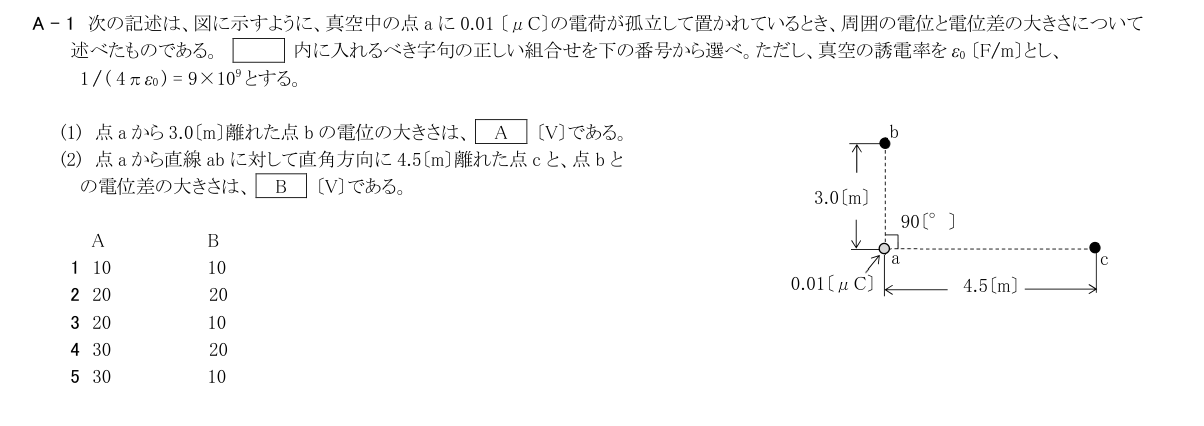 A－1 次の記述は、図に示すように、真空中の点 a に 0.01〔μC〕の電荷が孤立して置かれているとき、周囲の電位と電位差の大きさについて
述べたものである。 内に入れるべき字句の正しい組合せを下の番号から選べ。ただし、真空の誘電率を ε₀〔F/m〕とし、
1/(4πε₀)=9×10⁹とする。
(1) 点 a から 3.0〔m〕離れた点 b の電位の大きさは、 A 〔V〕である。
(2) 点 a から直線 ab に対して直角方向に 4.5〔m〕離れた点 c と、点 b と
の電位差の大きさは、 B 〔V〕である。
A B
1 10 10
2 20 20
3 20 10
4 30 20
5 30 10
b
3.0〔m〕
90〔°〕
a
c
0.01〔μC〕
4.5〔m〕